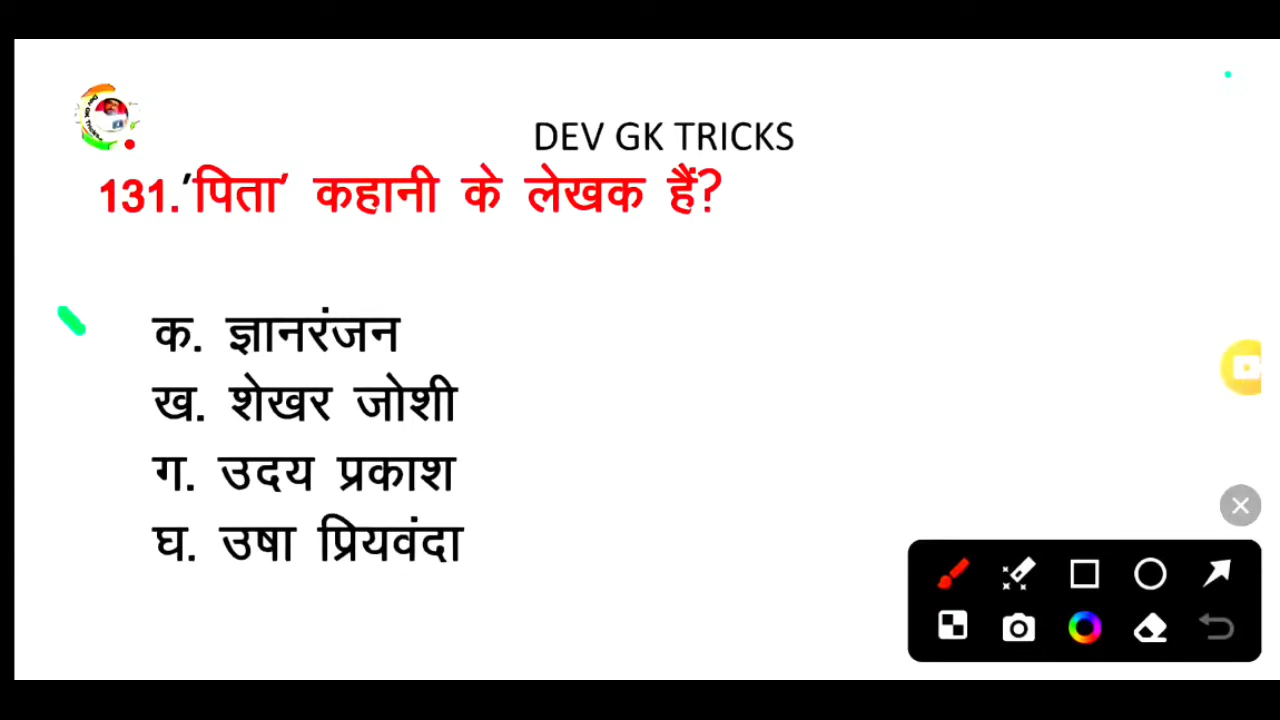 DEV GK TRICKS
131.'पिता' कहानी के लेखक हैं?
क. ज्ञानरंजन
ख. शेखर जोशी
ग. उदय प्रकाश
घ. उषा प्रियवंदा